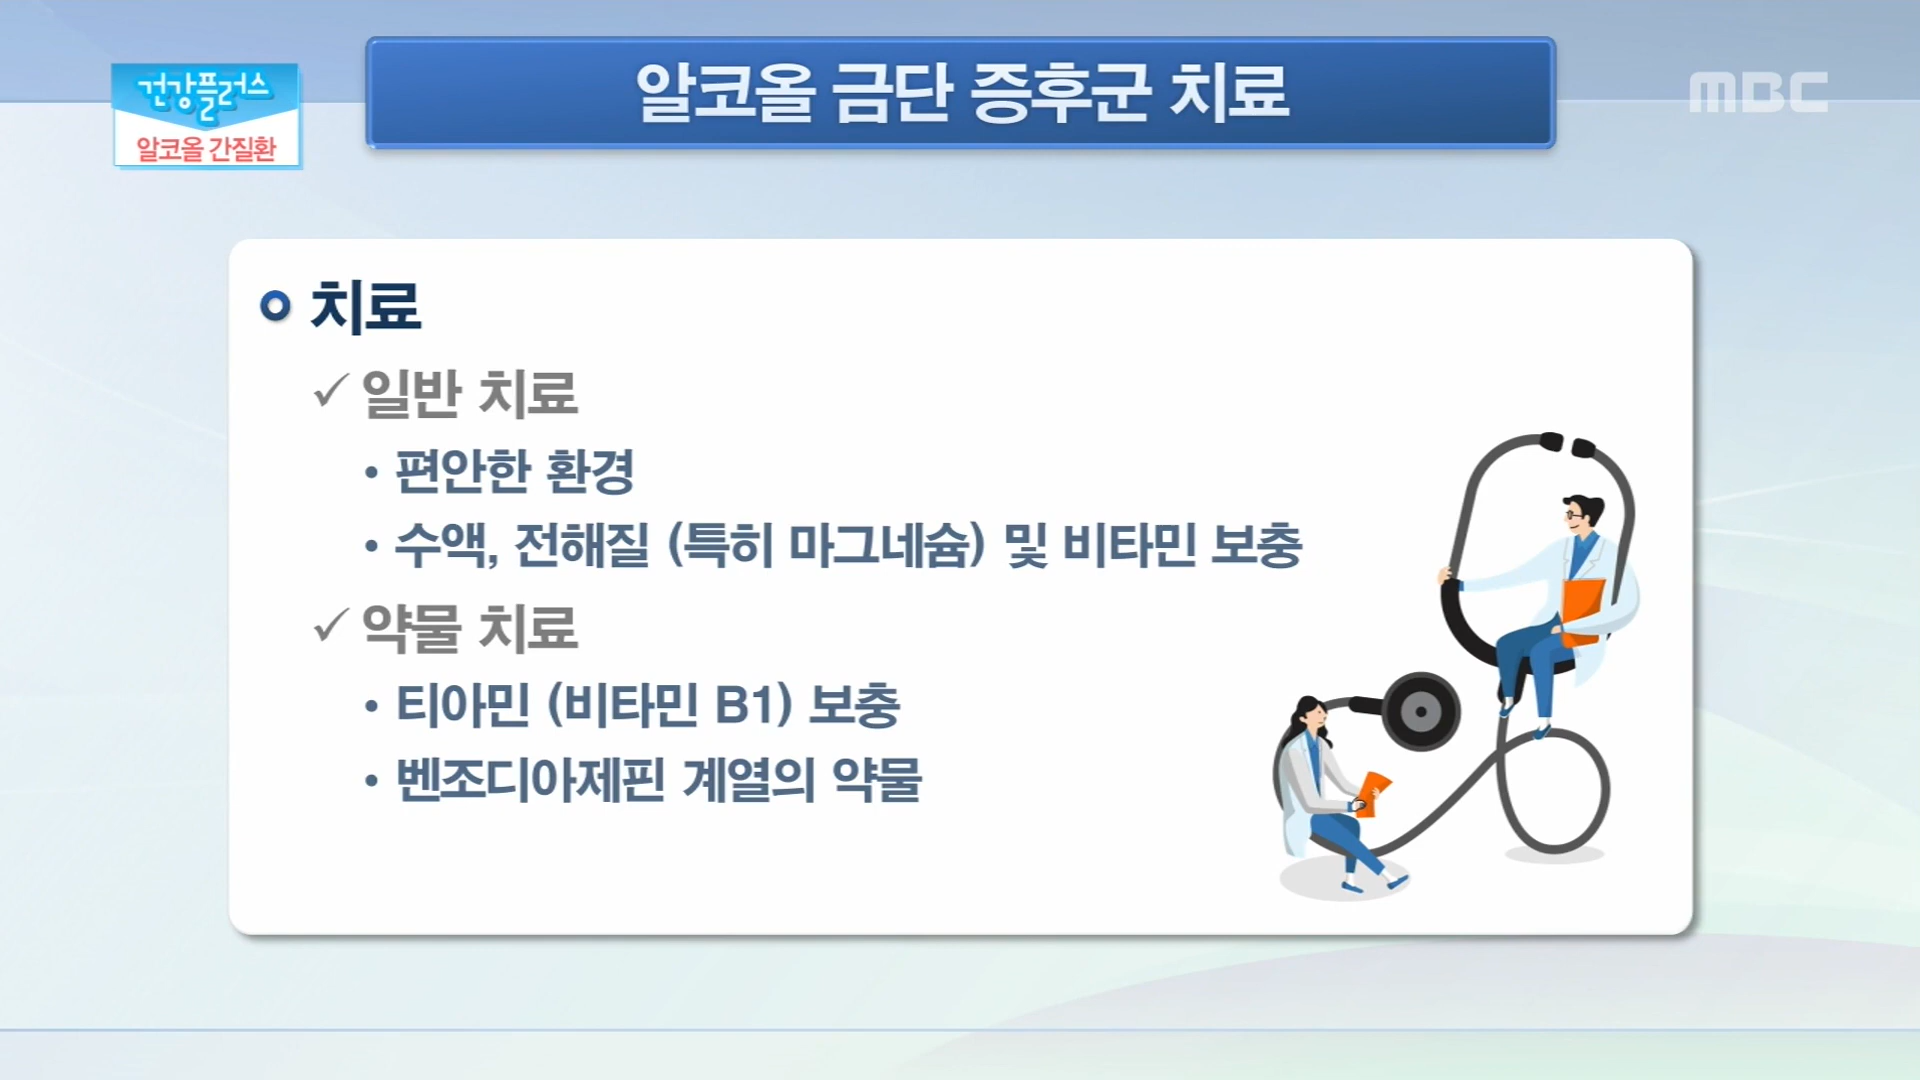 건강플러스
알코올 간질환
알코올 금단 증후군 치료
MBC
치료
✓ 일반 치료
• 편안한 환경
• 수액, 전해질 (특히 마그네슘) 및 비타민 보충
✓ 약물 치료
• 티아민 (비타민 B1) 보충
• 벤조디아제핀 계열의 약물